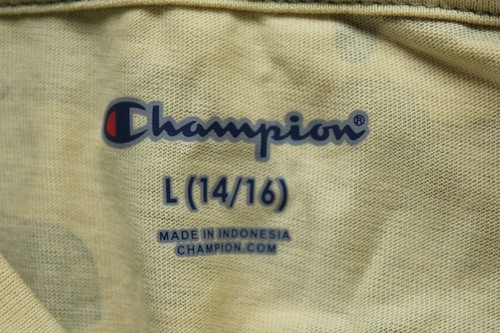 Champion®
L (14/16)
MADE IN INDONESIA
CHAMPION.COM